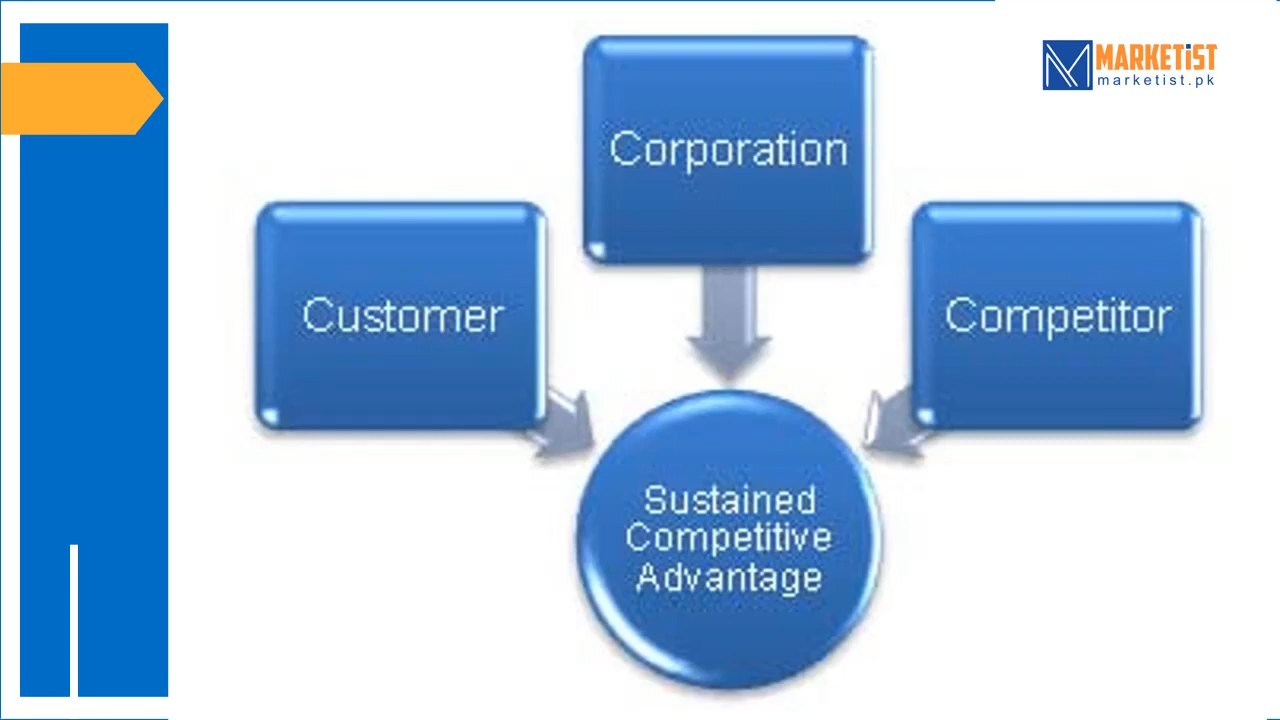 MARKETiST
marketist.pk
Corporation
Customer
Competitor
Sustained
Competitive
Advantage